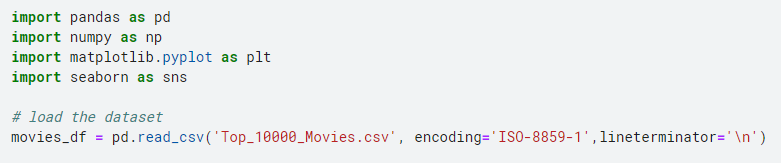 import pandas as pd
import numpy as np
import matplotlib.pyplot as plt
import seaborn as sns
# load the dataset
movies_df = pd.read_csv('Top_10000_Movies.csv', encoding='ISO-8859-1',lineterminator='\n')